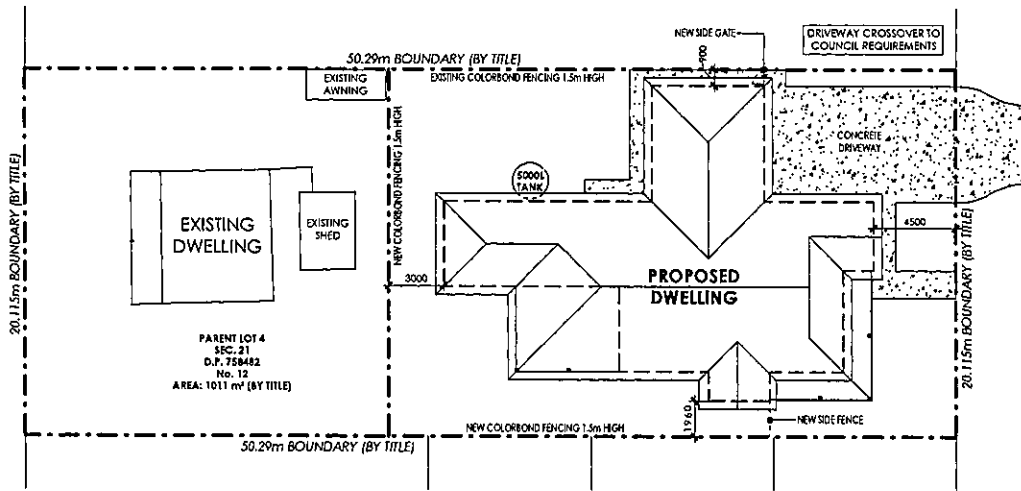 NEW SIDE GATE
900
DRIVEWAY CROSSOVER TO
COUNCIL REQUIREMENTS
50.29m BOUNDARY (BY TITLE)
EXISTING
AWNING
EXISTING COLORBOND FENCING 1.5m HIGH
CONCRETE
DRIVEWAY
NEW COLORBOND FENCING 1.5m HIGH
5000L
TANK
20.115m BOUNDARY (BY TITLE)
EXISTING
DWELLING
EXISTING
SHED
4500
3000
PROPOSED
DWELLING
20.115m BOUNDARY (BY TITLE)
PARENT LOT 4
SEC. 21
D.P. 758482
No. 12
AREA: 1011 m² (BY TITLE)
1960
NEW COLORBOND FENCING 1.5m HIGH
NEW SIDE FENCE
50.29m BOUNDARY (BY TITLE)